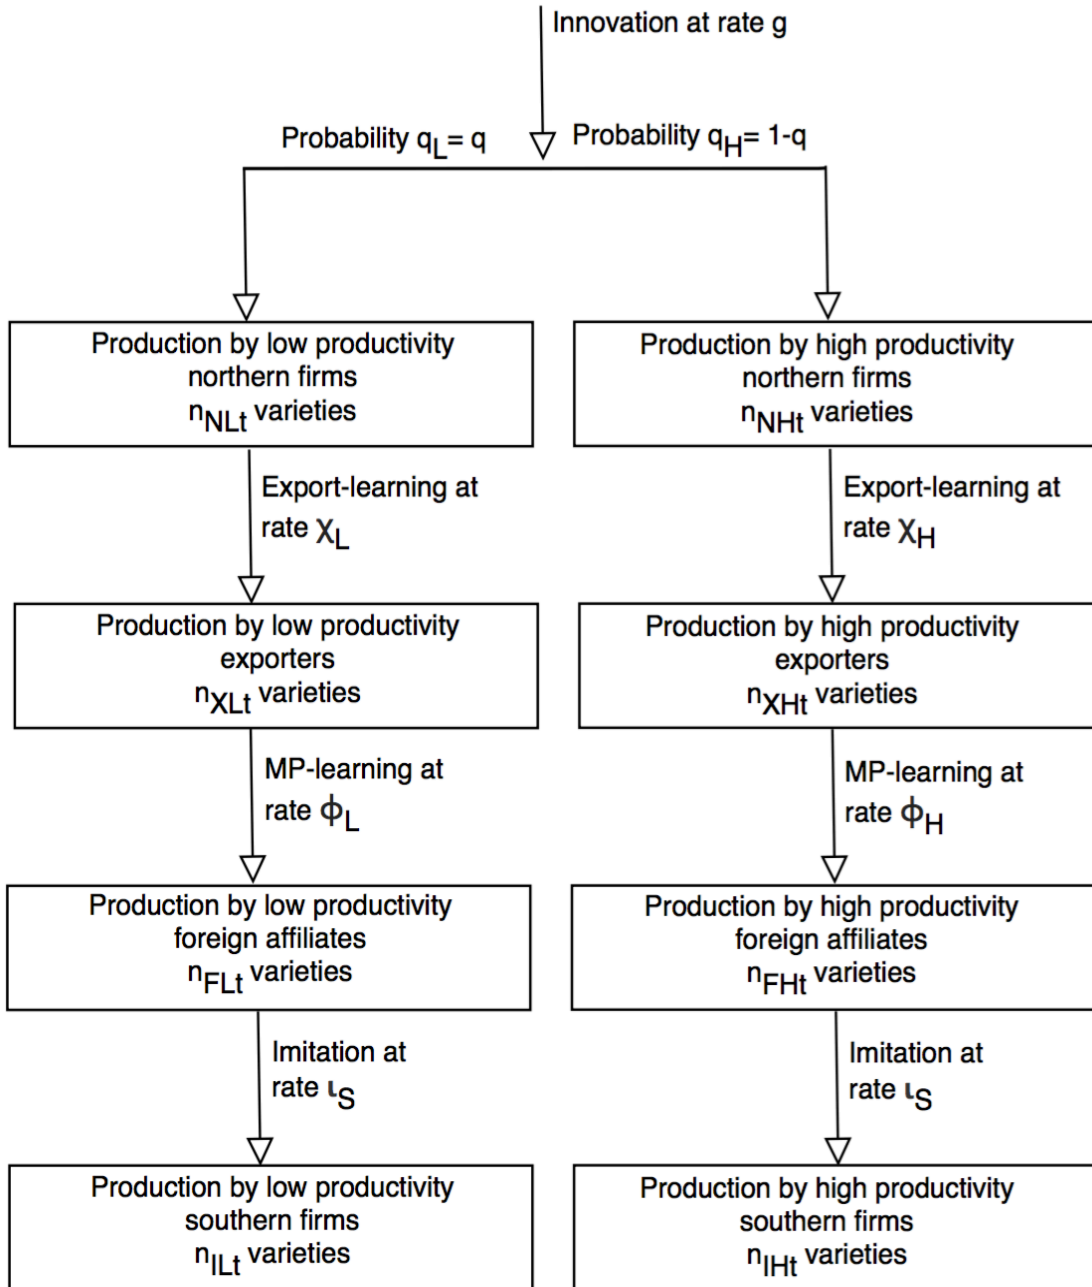 Innovation at rate g
Probability qL= q
Probability qH= 1-q
Production by low productivity
northern firms
nNLt varieties
Production by high productivity
northern firms
nNHt varieties
Export-learning at
rate χL
Export-learning at
rate χH
Production by low productivity
exporters
nXLt varieties
Production by high productivity
exporters
nXHt varieties
MP-learning at
rate ϕL
MP-learning at
rate ϕH
Production by low productivity
foreign affiliates
nFLt varieties
Production by high productivity
foreign affiliates
nFHt varieties
Imitation at
rate ιS
Imitation at
rate ιS
Production by low productivity
southern firms
nILt varieties
Production by high productivity
southern firms
nIHt varieties